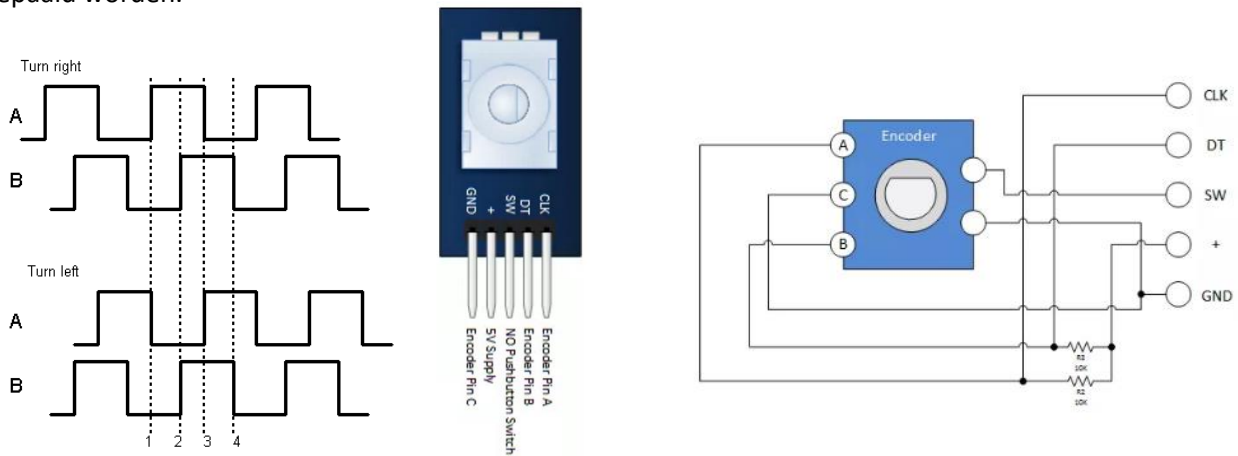 Turn right
A
B
Turn left
A
B
1 2 3 4
GND
+
SW
DT
CLK
Encoder Pin C
5V Supply
NO Pushbutton Switch
Encoder Pin B
Encoder Pin A
Encoder
A
C
B
CLK
DT
SW
+
GND
10K
R2
10K